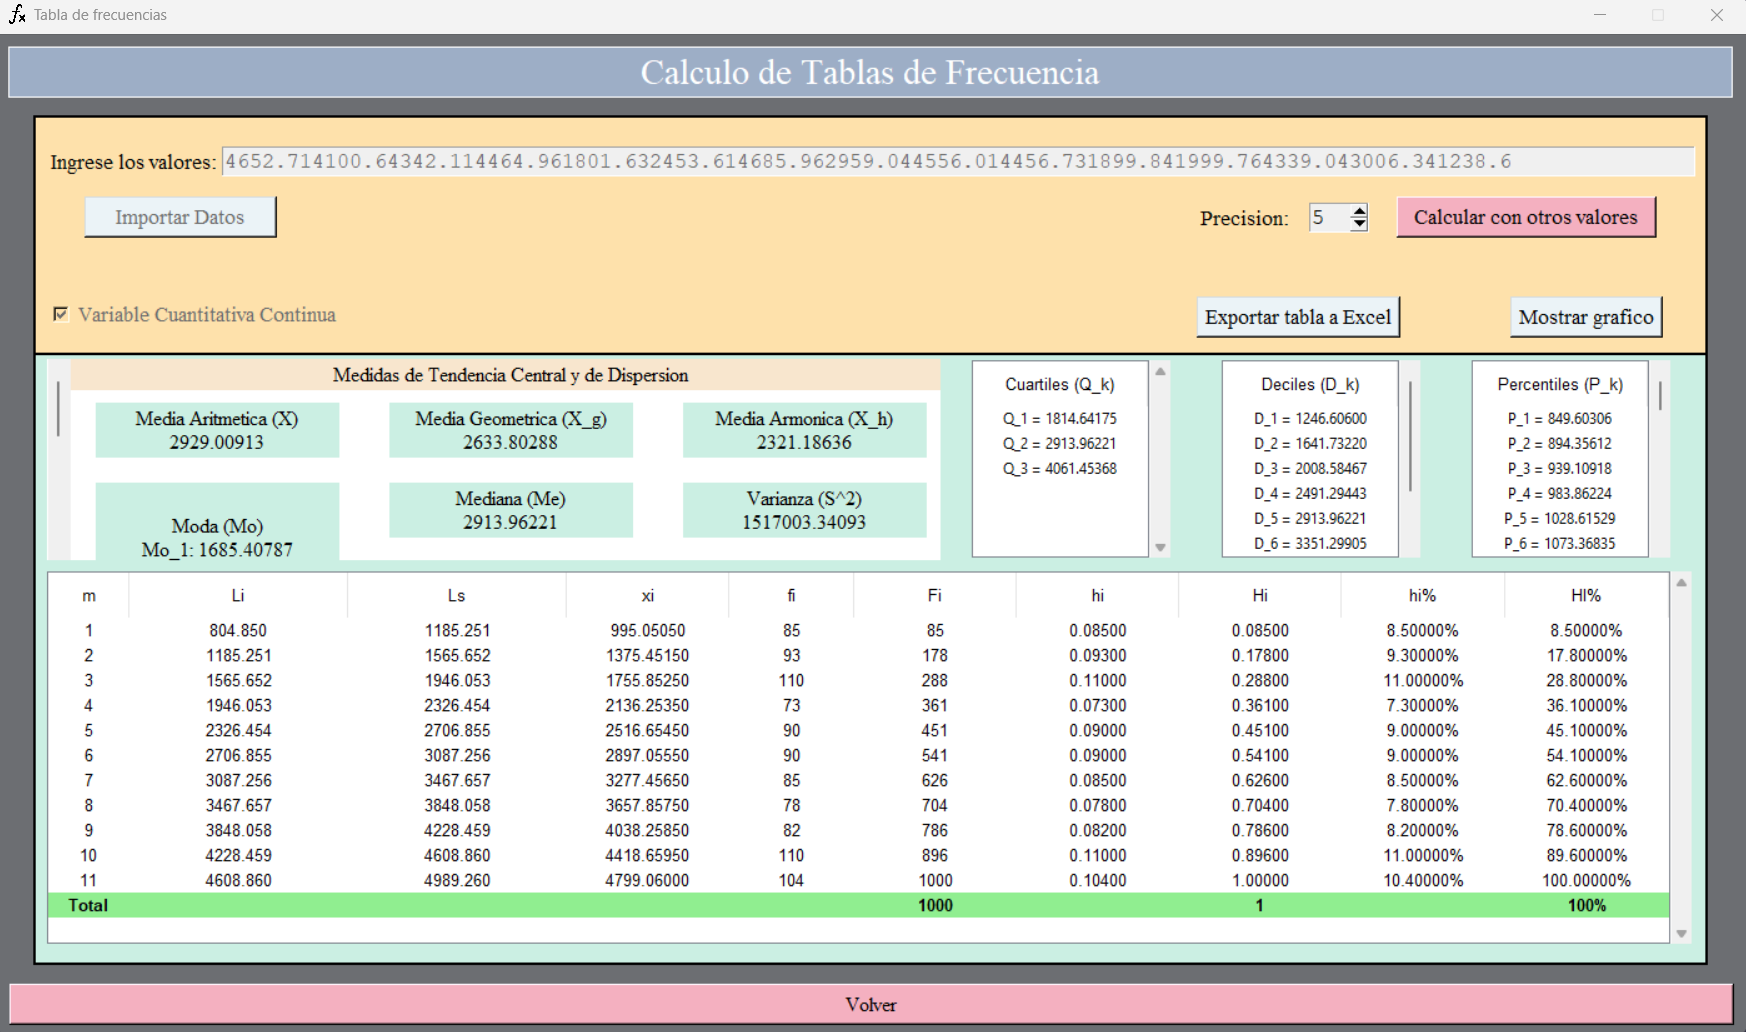 Tabla de frecuencias
Calculo de Tablas de Frecuencia
Ingrese los valores: 4652.714100.64342.114464.961801.632453.614685.962959.044556.014456.731899.841999.764339.043006.341238.6
Importar Datos
Precision: 5
Calcular con otros valores
Variable Cuantitativa Continua
Exportar tabla a Excel
Mostrar grafico
Medidas de Tendencia Central y de Dispersion
Media Aritmetica (X)
2929.00913
Media Geometrica (X_g)
2633.80288
Media Armonica (X_h)
2321.18636
Moda (Mo)
Mo_1: 1685.40787
Mediana (Me)
2913.96221
Varianza (S^2)
1517003.34093
Cuartiles (Q_k)
Q_1 = 1814.64175
Q_2 = 2913.96221
Q_3 = 4061.45368
Deciles (D_k)
D_1 = 1246.60600
D_2 = 1641.73220
D_3 = 2008.58467
D_4 = 2491.29443
D_5 = 2913.96221
D_6 = 3351.29905
Percentiles (P_k)
P_1 = 849.60306
P_2 = 894.35612
P_3 = 939.10918
P_4 = 983.86224
P_5 = 1028.61529
P_6 = 1073.36835
m Li Ls xi fi Fi hi Hi hi% HI%
1 804.850 1185.251 995.05050 85 85 0.08500 0.08500 8.50000% 8.50000%
2 1185.251 1565.652 1375.45150 93 178 0.09300 0.17800 9.30000% 17.80000%
3 1565.652 1946.053 1755.85250 110 288 0.11000 0.28800 11.00000% 28.80000%
4 1946.053 2326.454 2136.25350 73 361 0.07300 0.36100 7.30000% 36.10000%
5 2326.454 2706.855 2516.65450 90 451 0.09000 0.45100 9.00000% 45.10000%
6 2706.855 3087.256 2897.05550 90 541 0.09000 0.54100 9.00000% 54.10000%
7 3087.256 3467.657 3277.45650 85 626 0.08500 0.62600 8.50000% 62.60000%
8 3467.657 3848.058 3657.85750 78 704 0.07800 0.70400 7.80000% 70.40000%
9 3848.058 4228.459 4038.25850 82 786 0.08200 0.78600 8.20000% 78.60000%
10 4228.459 4608.860 4418.65950 110 896 0.11000 0.89600 11.00000% 89.60000%
11 4608.860 4989.260 4799.06000 104 1000 0.10400 1.00000 10.40000% 100.00000%
Total 1000 1 100%
Volver